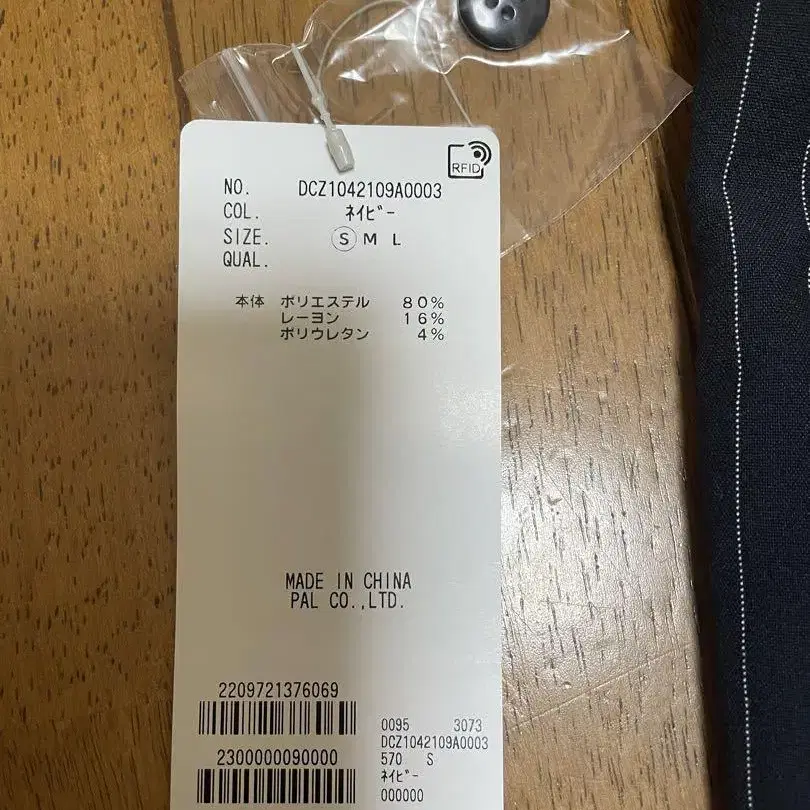 RFID
NO. DCZ1042109A0003
COL. ﾈｲﾋﾞｰ
SIZE. S M L
QUAL.
本体 ポリエステル 80%
レーヨン 16%
ポリウレタン 4%
MADE IN CHINA
PAL CO.,LTD.
2209721376069
2300000090000
0095 3073
DCZ1042109A0003
570 S
ﾈｲﾋﾞｰ
000000